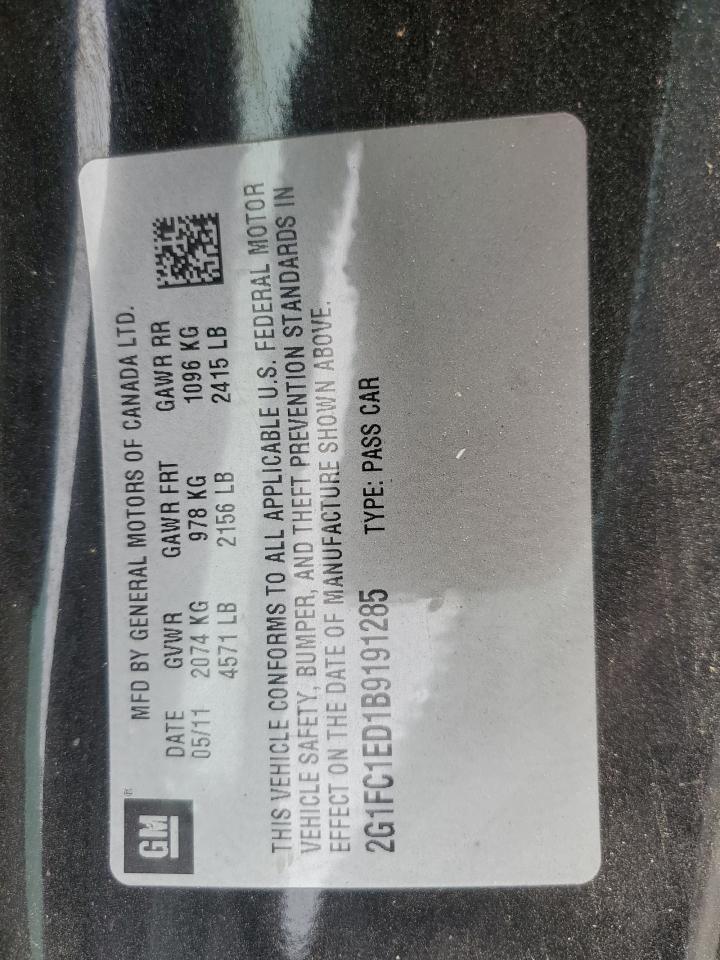 GM®
MFD BY GENERAL MOTORS OF CANADA LTD.
DATE GVWR GAWR FRT GAWR RR
05/11 2074 KG 978 KG 1096 KG
4571 LB 2156 LB 2415 LB
THIS VEHICLE CONFORMS TO ALL APPLICABLE U.S. FEDERAL MOTOR
VEHICLE SAFETY, BUMPER, AND THEFT PREVENTION STANDARDS IN
EFFECT ON THE DATE OF MANUFACTURE SHOWN ABOVE.
2G1FC1ED1B9191285 TYPE: PASS CAR